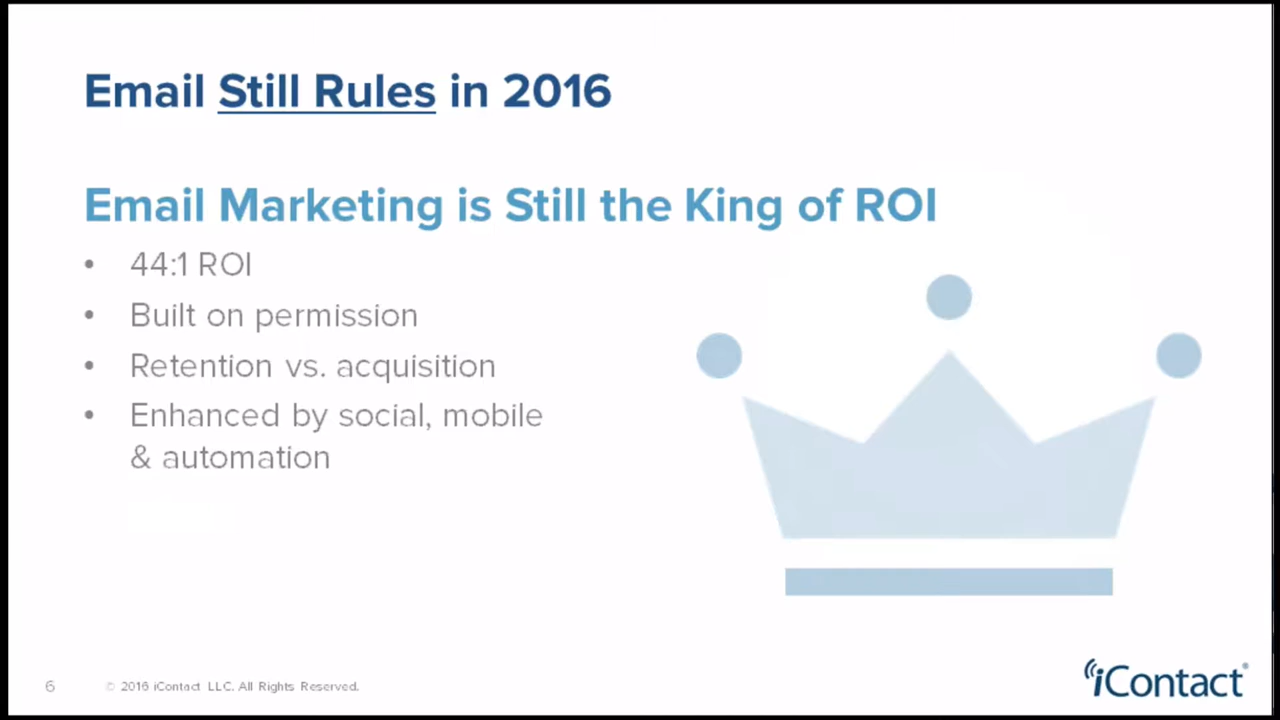 Email Still Rules in 2016
Email Marketing is Still the King of ROI
• 44:1 ROI
• Built on permission
• Retention vs. acquisition
• Enhanced by social, mobile
& automation
6
© 2016 iContact LLC. All Rights Reserved.
iContact®